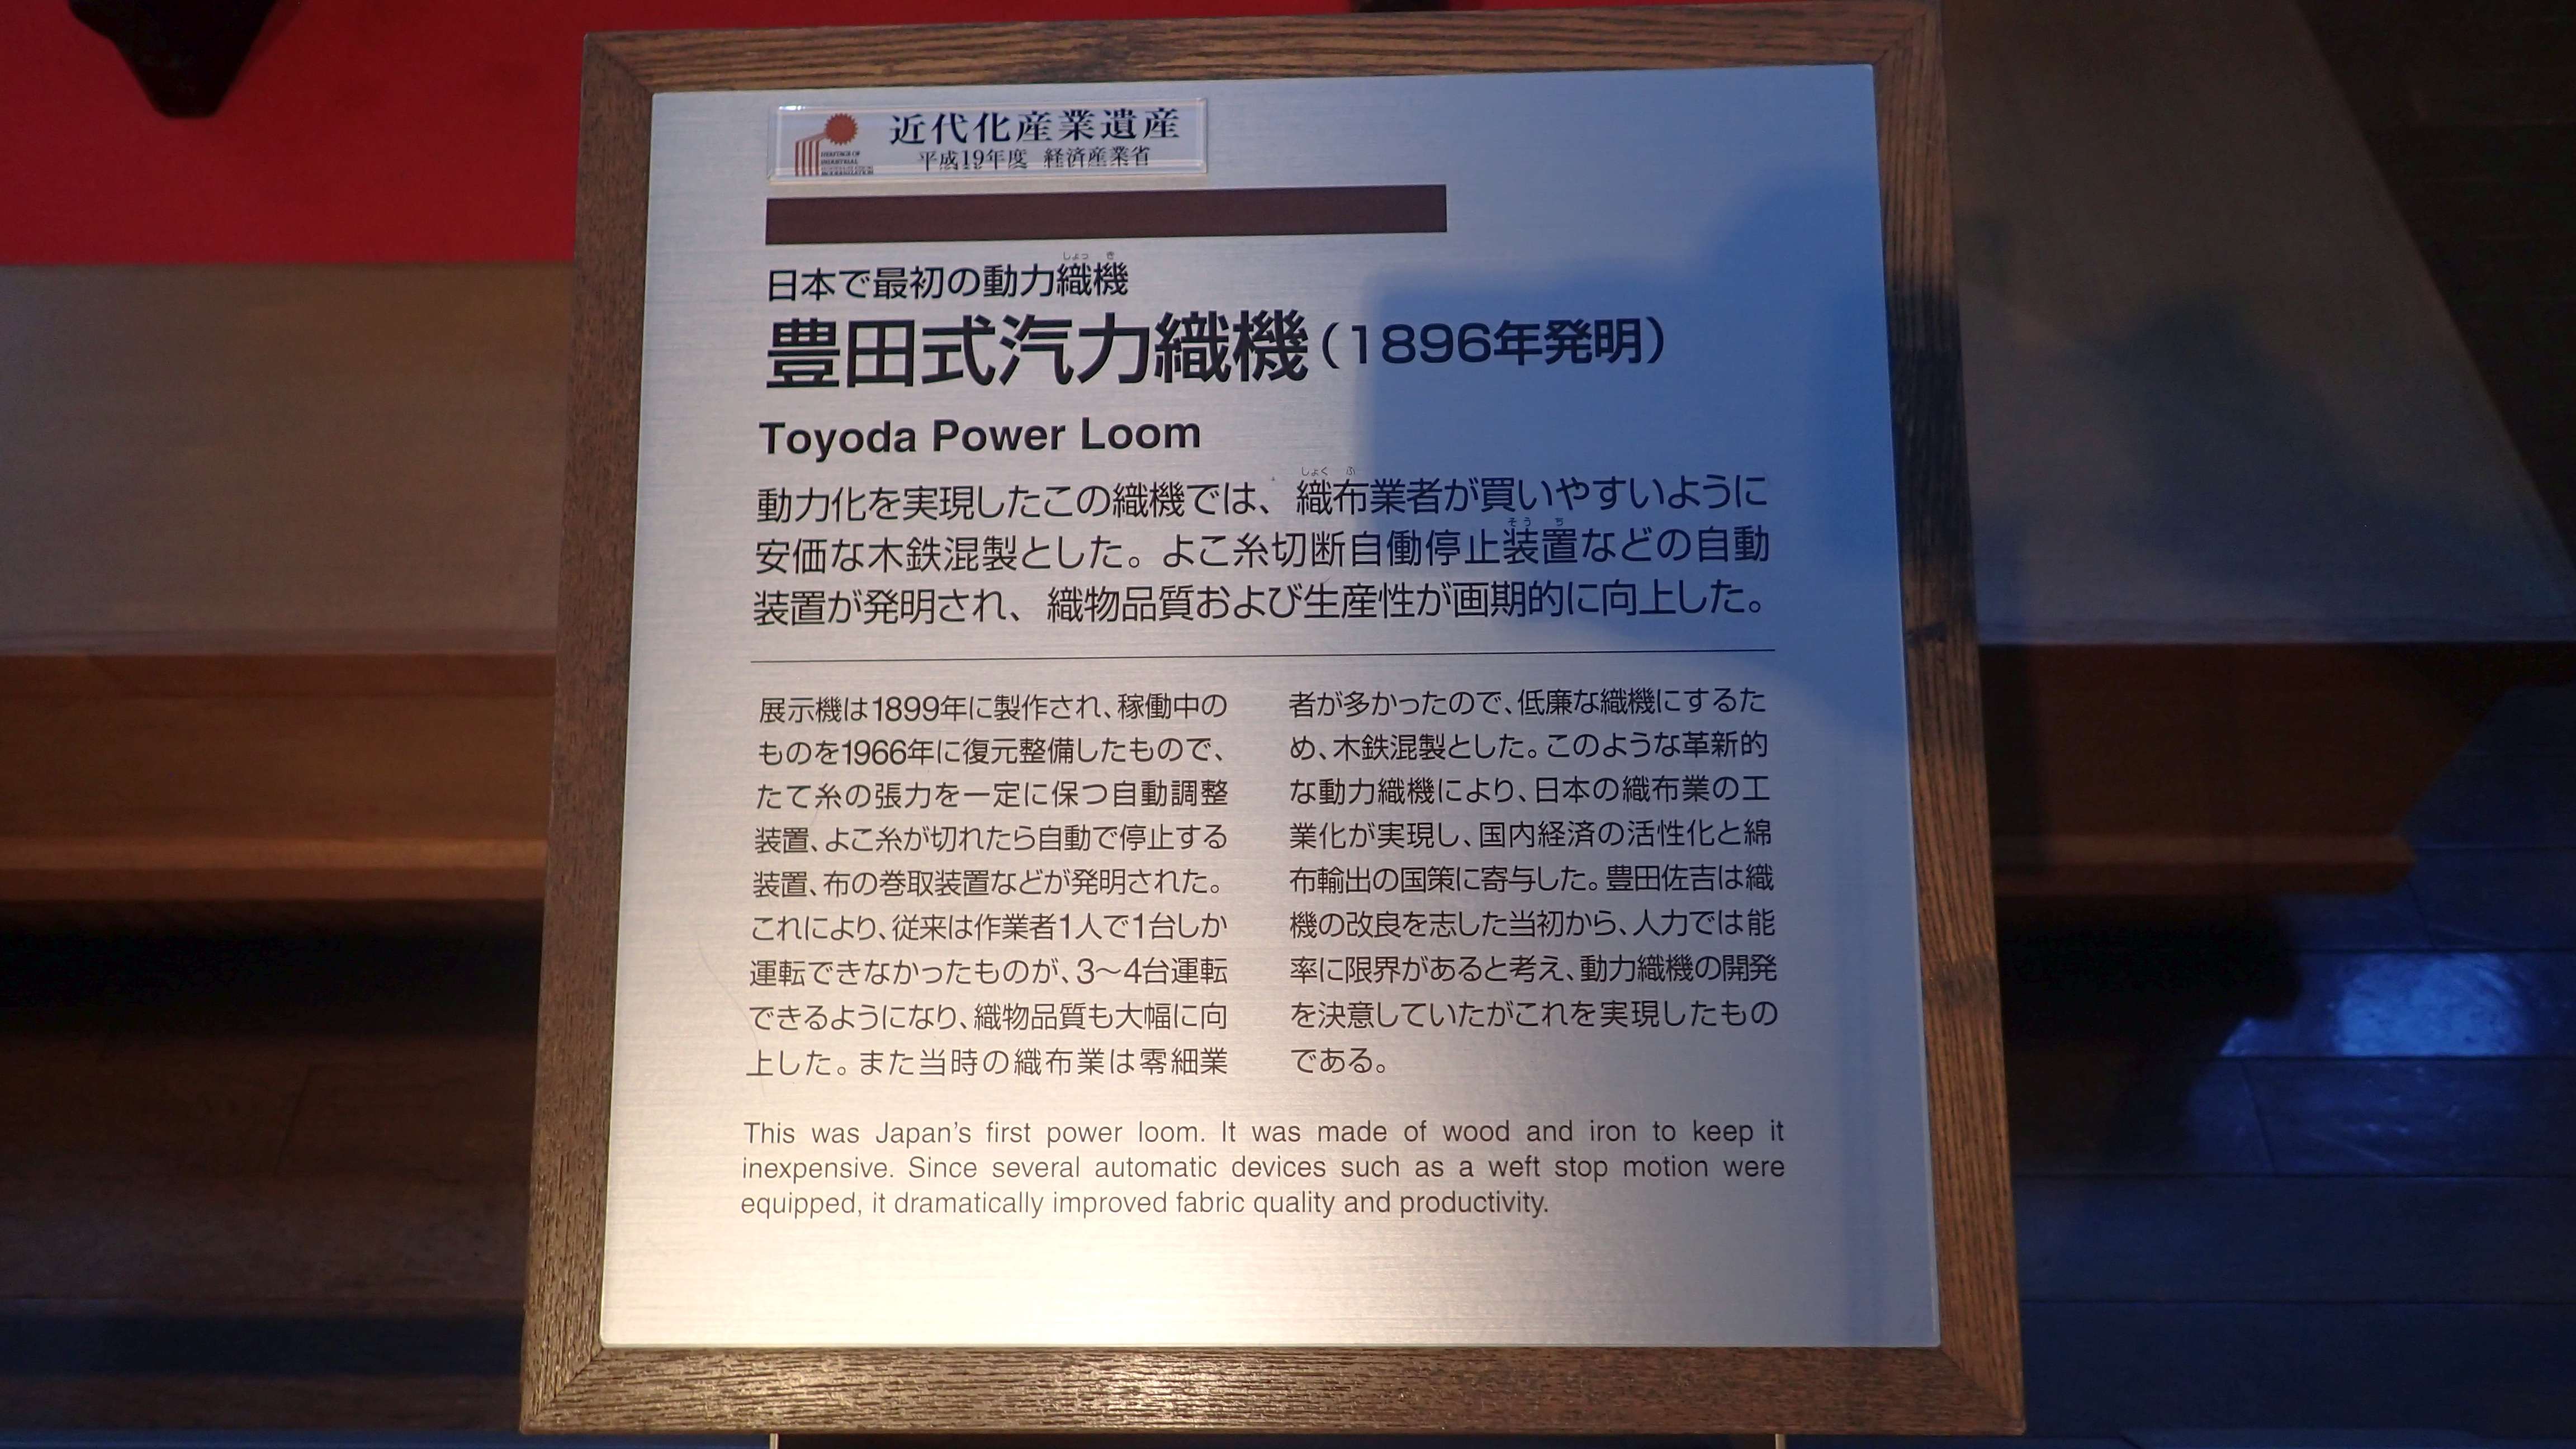 近代化産業遺産
平成19年度 経済産業省
HERITAGE OF
INDUSTRIAL
MODERNIZATION
しょっ き
日本で最初の動力織機
豊田式汽力織機（1896年発明）
Toyoda Power Loom
しょく ふ
動力化を実現したこの織機では、織布業者が買いやすいように
そう ち
安価な木鉄混製とした。よこ糸切断自働停止装置などの自動
装置が発明され、織物品質および生産性が画期的に向上した。
展示機は1899年に製作され、稼働中の
ものを1966年に復元整備したもので、
たて糸の張力を一定に保つ自動調整
装置、よこ糸が切れたら自動で停止する
装置、布の巻取装置などが発明された。
これにより、従来は作業者1人で1台しか
運転できなかったものが、3～4台運転
できるようになり、織物品質も大幅に向
上した。また当時の織布業は零細業
者が多かったので、低廉な織機にするた
め、木鉄混製とした。このような革新的
な動力織機により、日本の織布業の工
業化が実現し、国内経済の活性化と綿
布輸出の国策に寄与した。豊田佐吉は織
機の改良を志した当初から、人力では能
率に限界があると考え、動力織機の開発
を決意していたがこれを実現したもの
である。
This was Japan's first power loom. It was made of wood and iron to keep it
inexpensive. Since several automatic devices such as a weft stop motion were
equipped, it dramatically improved fabric quality and productivity.